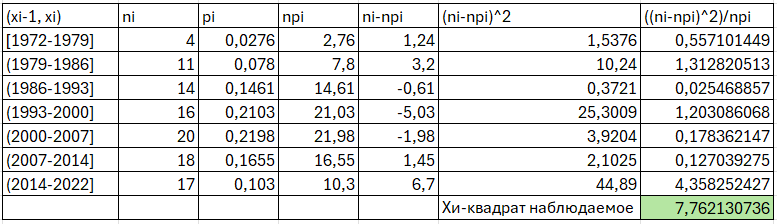 (xi-1, xi) ni pi npi ni-npi (ni-npi)^2 ((ni-npi)^2)/npi
[1972-1979] 4 0,0276 2,76 1,24 1,5376 0,557101449
(1979-1986] 11 0,078 7,8 3,2 10,24 1,312820513
(1986-1993] 14 0,1461 14,61 -0,61 0,3721 0,025468857
(1993-2000] 16 0,2103 21,03 -5,03 25,3009 1,203086068
(2000-2007] 20 0,2198 21,98 -1,98 3,9204 0,178362147
(2007-2014] 18 0,1655 16,55 1,45 2,1025 0,127039275
(2014-2022] 17 0,103 10,3 6,7 44,89 4,358252427
Хи-квадрат наблюдаемое 7,762130736